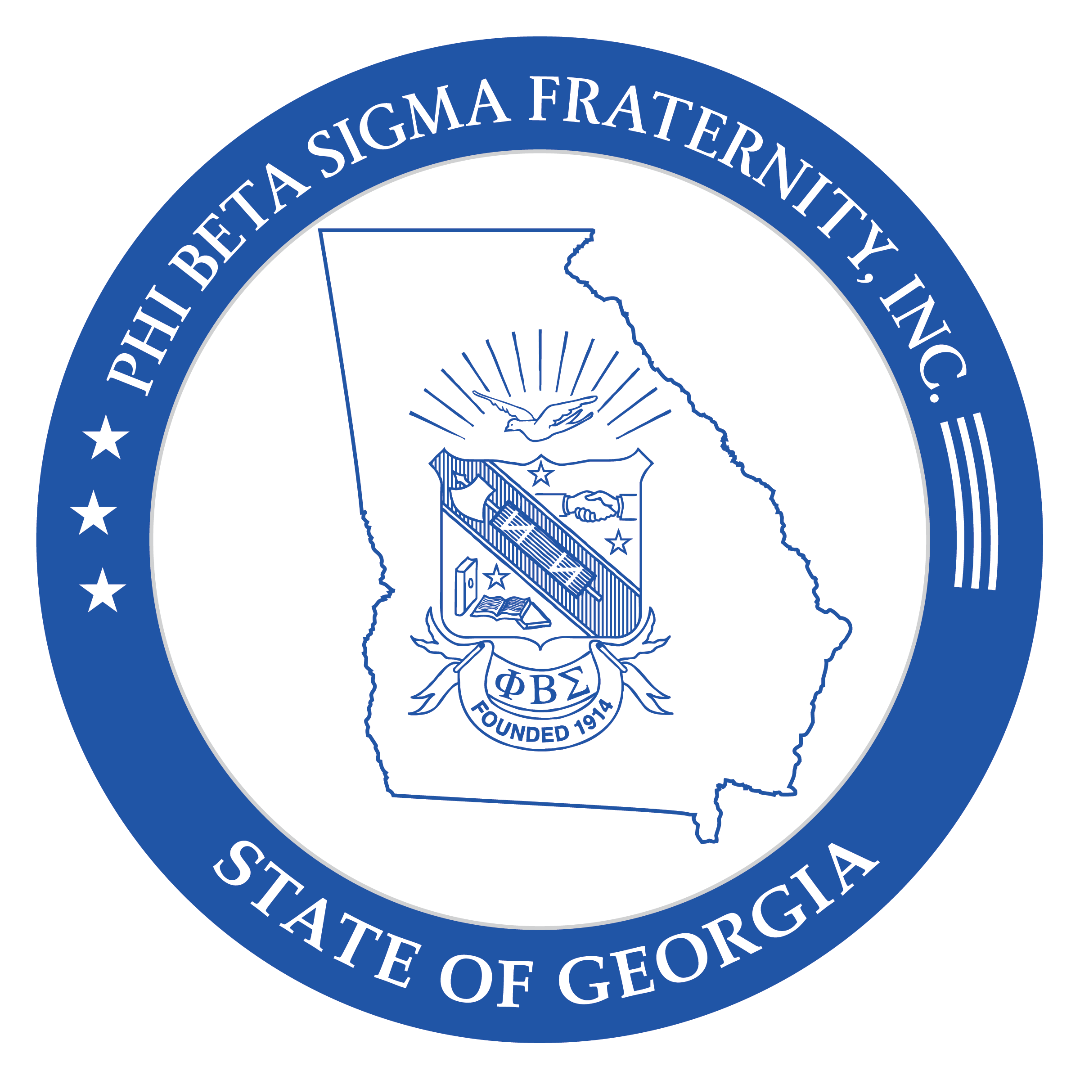 PHI BETA SIGMA FRATERNITY, INC.
ΦΒΣ
FOUNDED 1914
STATE OF GEORGIA